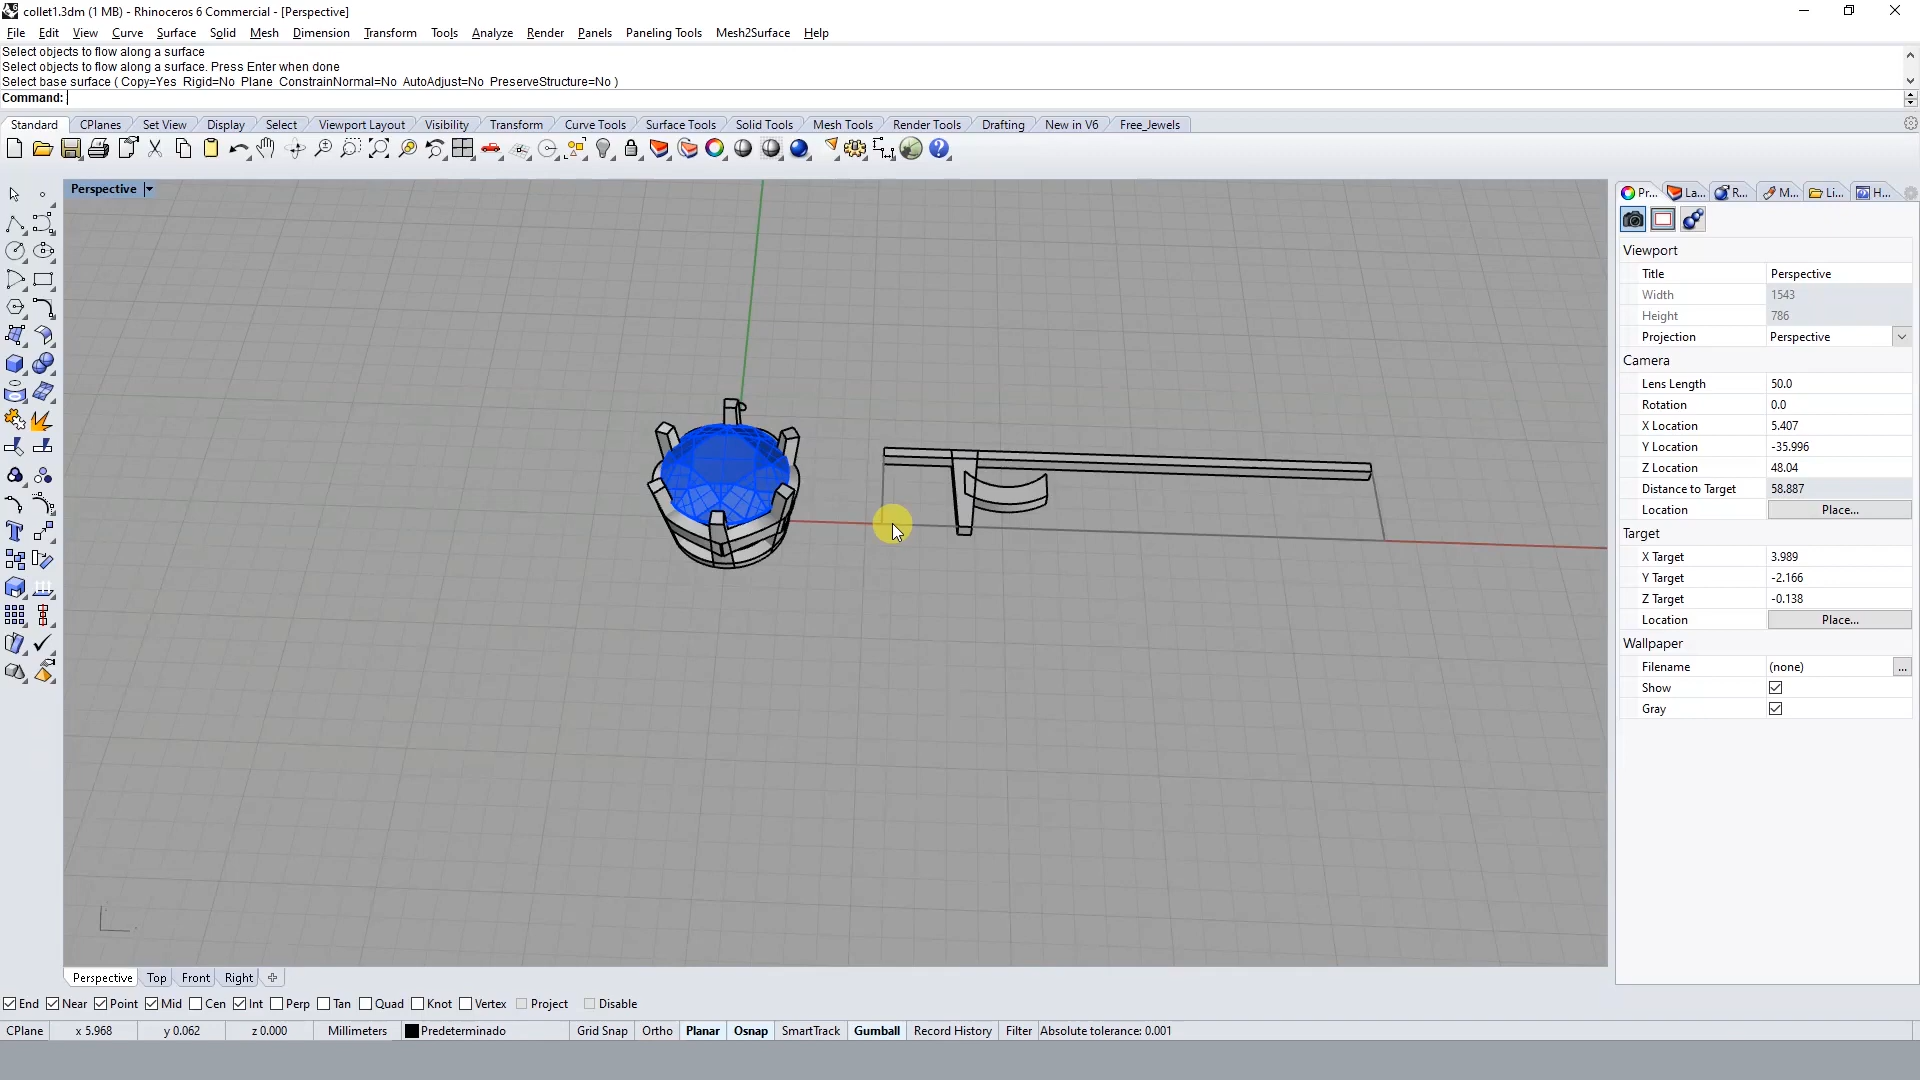 collet1.3dm (1 MB) - Rhinoceros 6 Commercial - [Perspective]
File Edit View Curve Surface Solid Mesh Dimension Transform Tools Analyze Render Panels Paneling Tools Mesh2Surface Help
Select objects to flow along a surface
Select objects to flow along a surface. Press Enter when done
Select base surface ( Copy=Yes Rigid=No Plane ConstrainNormal=No AutoAdjust=No PreserveStructure=No )
Command:
Standard CPlanes Set View Display Select Viewport Layout Visibility Transform Curve Tools Surface Tools Solid Tools Mesh Tools Render Tools Drafting New in V6 Free_Jewels
Perspective
Pr... La... R... M... Li... H...
Viewport
Title Perspective
Width 1543
Height 786
Projection Perspective
Camera
Lens Length 50.0
Rotation 0.0
X Location 5.407
Y Location -35.996
Z Location 48.04
Distance to Target 58.887
Location Place...
Target
X Target 3.989
Y Target -2.166
Z Target -0.138
Location Place...
Wallpaper
Filename (none) ...
Show
Gray
Perspective Top Front Right
End Near Point Mid Cen Int Perp Tan Quad Knot Vertex Project Disable
CPlane x 5.968 y 0.062 z 0.000 Millimeters Predeterminado Grid Snap Ortho Planar Osnap SmartTrack Gumball Record History Filter Absolute tolerance: 0.001